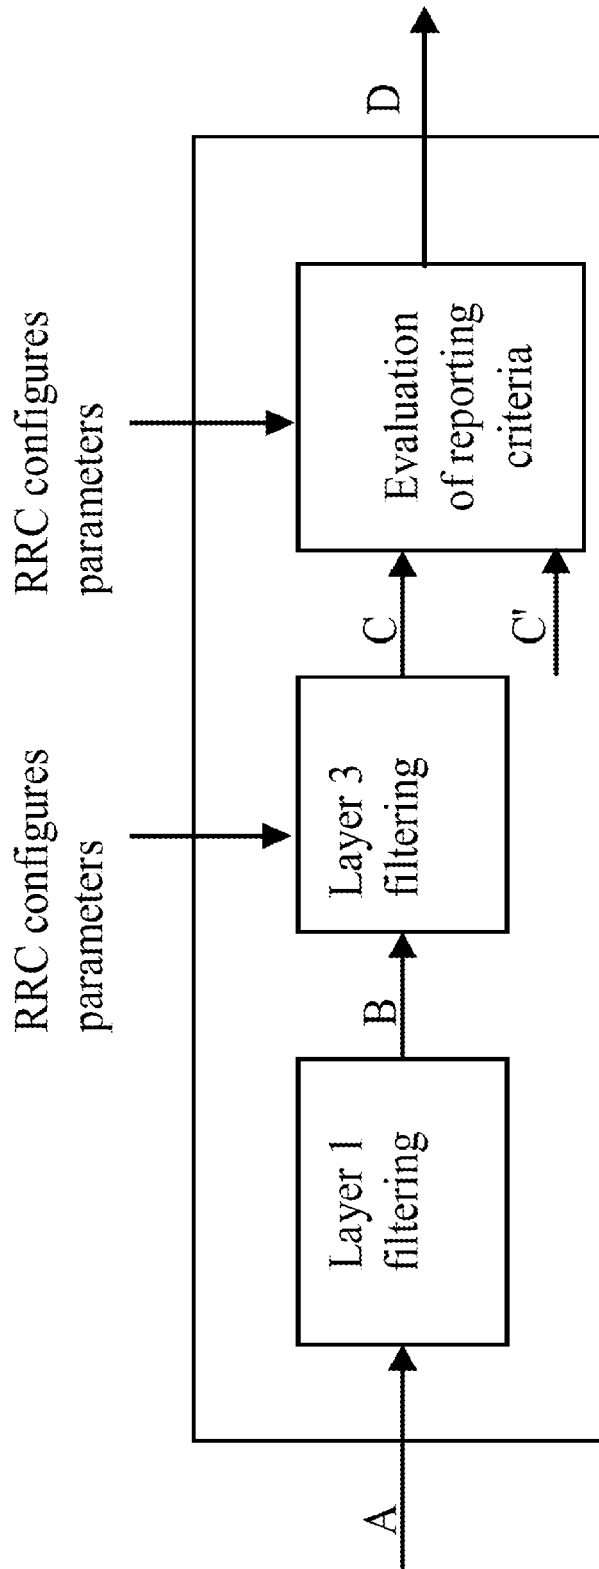 RRC configures
parameters
RRC configures
parameters
A
Layer 1
filtering
B
Layer 3
filtering
C
C'
Evaluation
of reporting
criteria
D